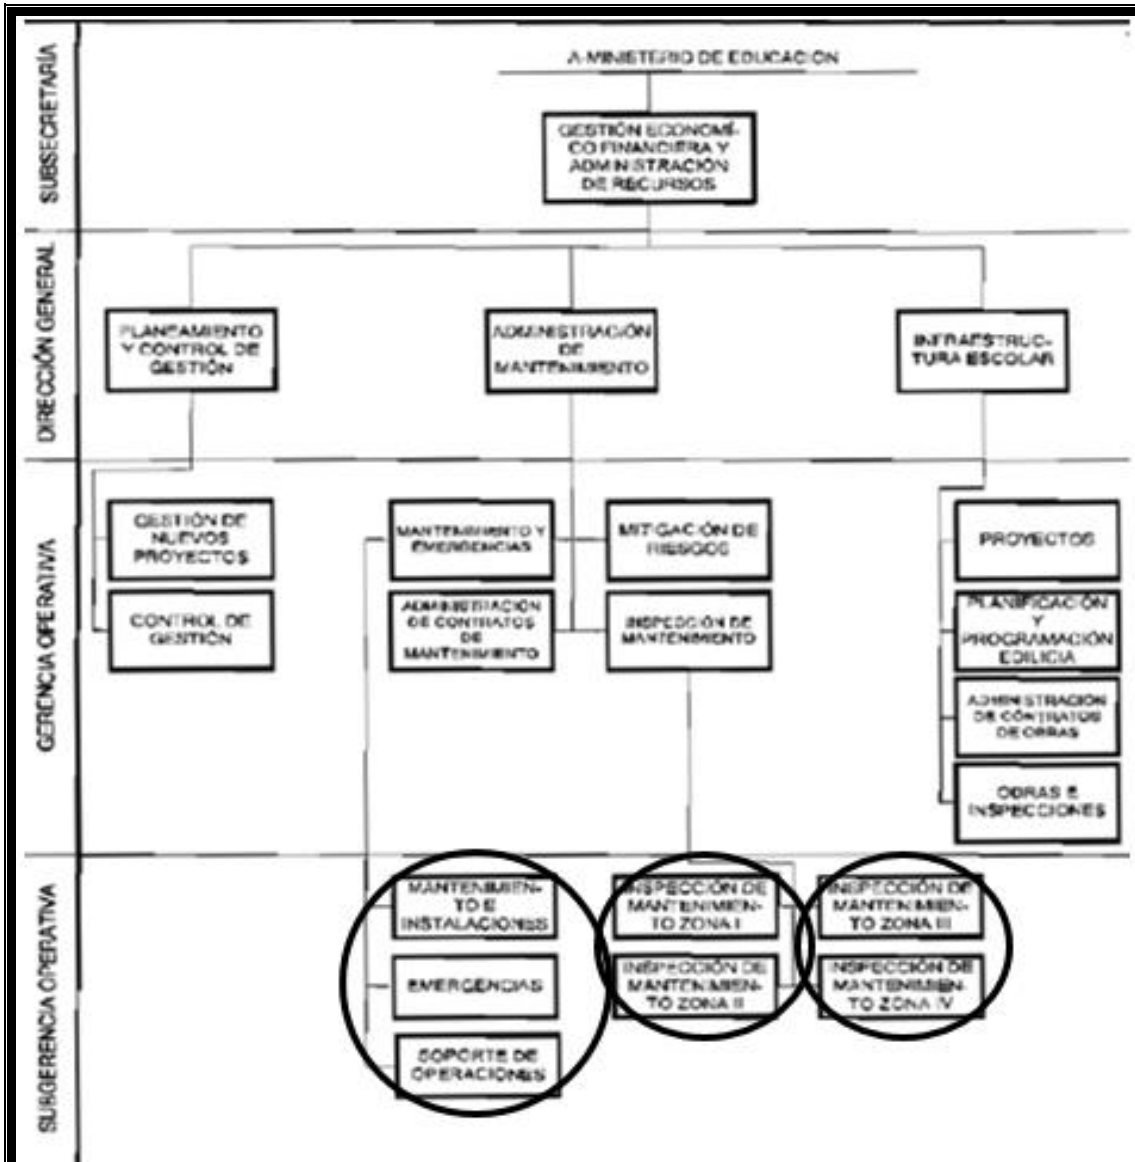 SUBSECRETARÍA
A-MINISTERIO DE EDUCACION
GESTIÓN ECONOMÍ-
CO FINANCIERA Y
ADMINISTRACIÓN
DE RECURSOS
DIRECCIÓN GENERAL
PLANEAMIENTO
Y CONTROL DE
GESTIÓN
ADMINISTRACIÓN
DE
MANTENIMIENTO
INFRAESTRUC-
TURA ESCOLAR
GERENCIA OPERATIVA
GESTIÓN DE
NUEVOS
PROYECTOS
CONTROL DE
GESTIÓN
MANTENIMIENTO Y
EMERGENCIAS
ADMINISTRACIÓN
DE CONTRATOS
DE
MANTENIMIENTO
MITIGACIÓN DE
RIESGOS
INSPECCIÓN DE
MANTENIMIENTO
PROYECTOS
PLANIFICACIÓN
Y
PROGRAMACIÓN
EDILICIA
ADMINISTRACIÓN
DE CONTRATOS
DE OBRAS
OBRAS E
INSPECCIONES
SUBGERENCIA OPERATIVA
MANTENIMIEN-
TO E
INSTALACIONES
EMERGENCIAS
SOPORTE DE
OPERACIONES
INSPECCIÓN DE
MANTENIMIEN-
TO ZONA I
INSPECCIÓN DE
MANTENIMIEN-
TO ZONA II
INSPECCIÓN DE
MANTENIMIEN-
TO ZONA III
INSPECCIÓN DE
MANTENIMIEN-
TO ZONA IV